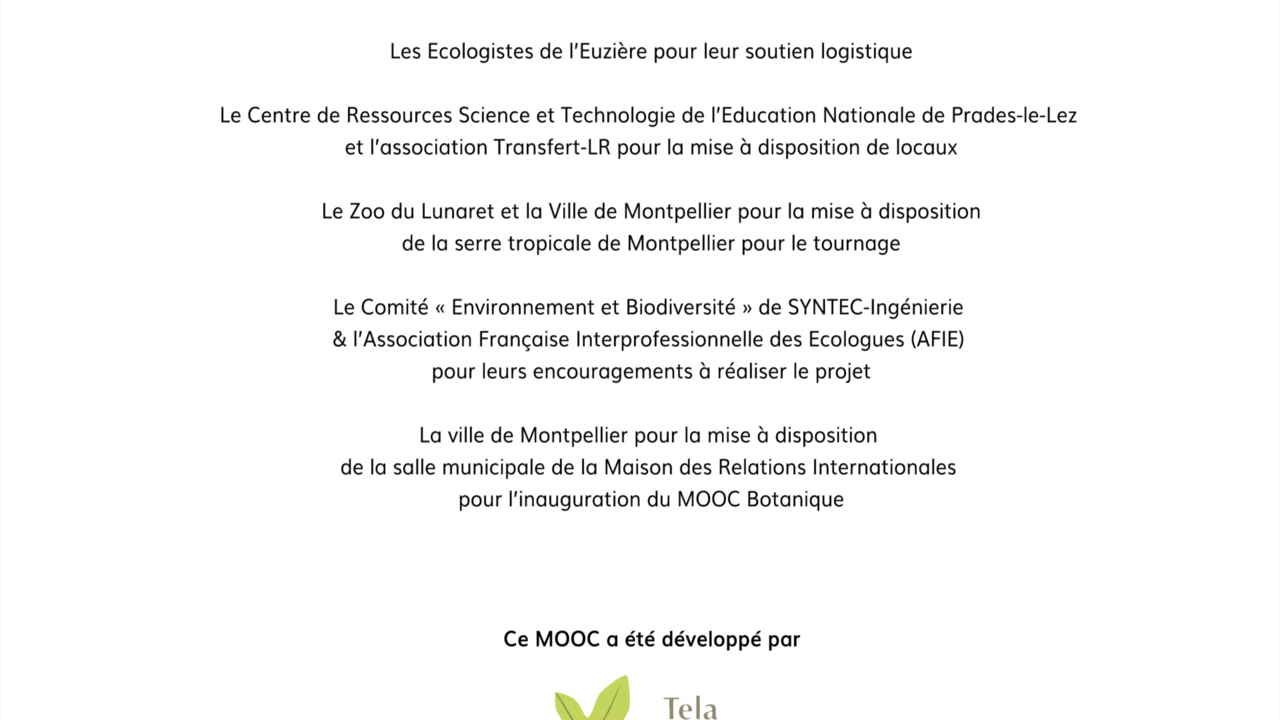 Les Ecologistes de l'Euzière pour leur soutien logistique
Le Centre de Ressources Science et Technologie de l'Education Nationale de Prades-le-Lez
et l'association Transfert-LR pour la mise à disposition de locaux
Le Zoo du Lunaret et la Ville de Montpellier pour la mise à disposition
de la serre tropicale de Montpellier pour le tournage
Le Comité « Environnement et Biodiversité » de SYNTEC-Ingénierie
& l'Association Française Interprofessionnelle des Ecologues (AFIE)
pour leurs encouragements à réaliser le projet
La ville de Montpellier pour la mise à disposition
de la salle municipale de la Maison des Relations Internationales
pour l'inauguration du MOOC Botanique
Ce MOOC a été développé par
Tela